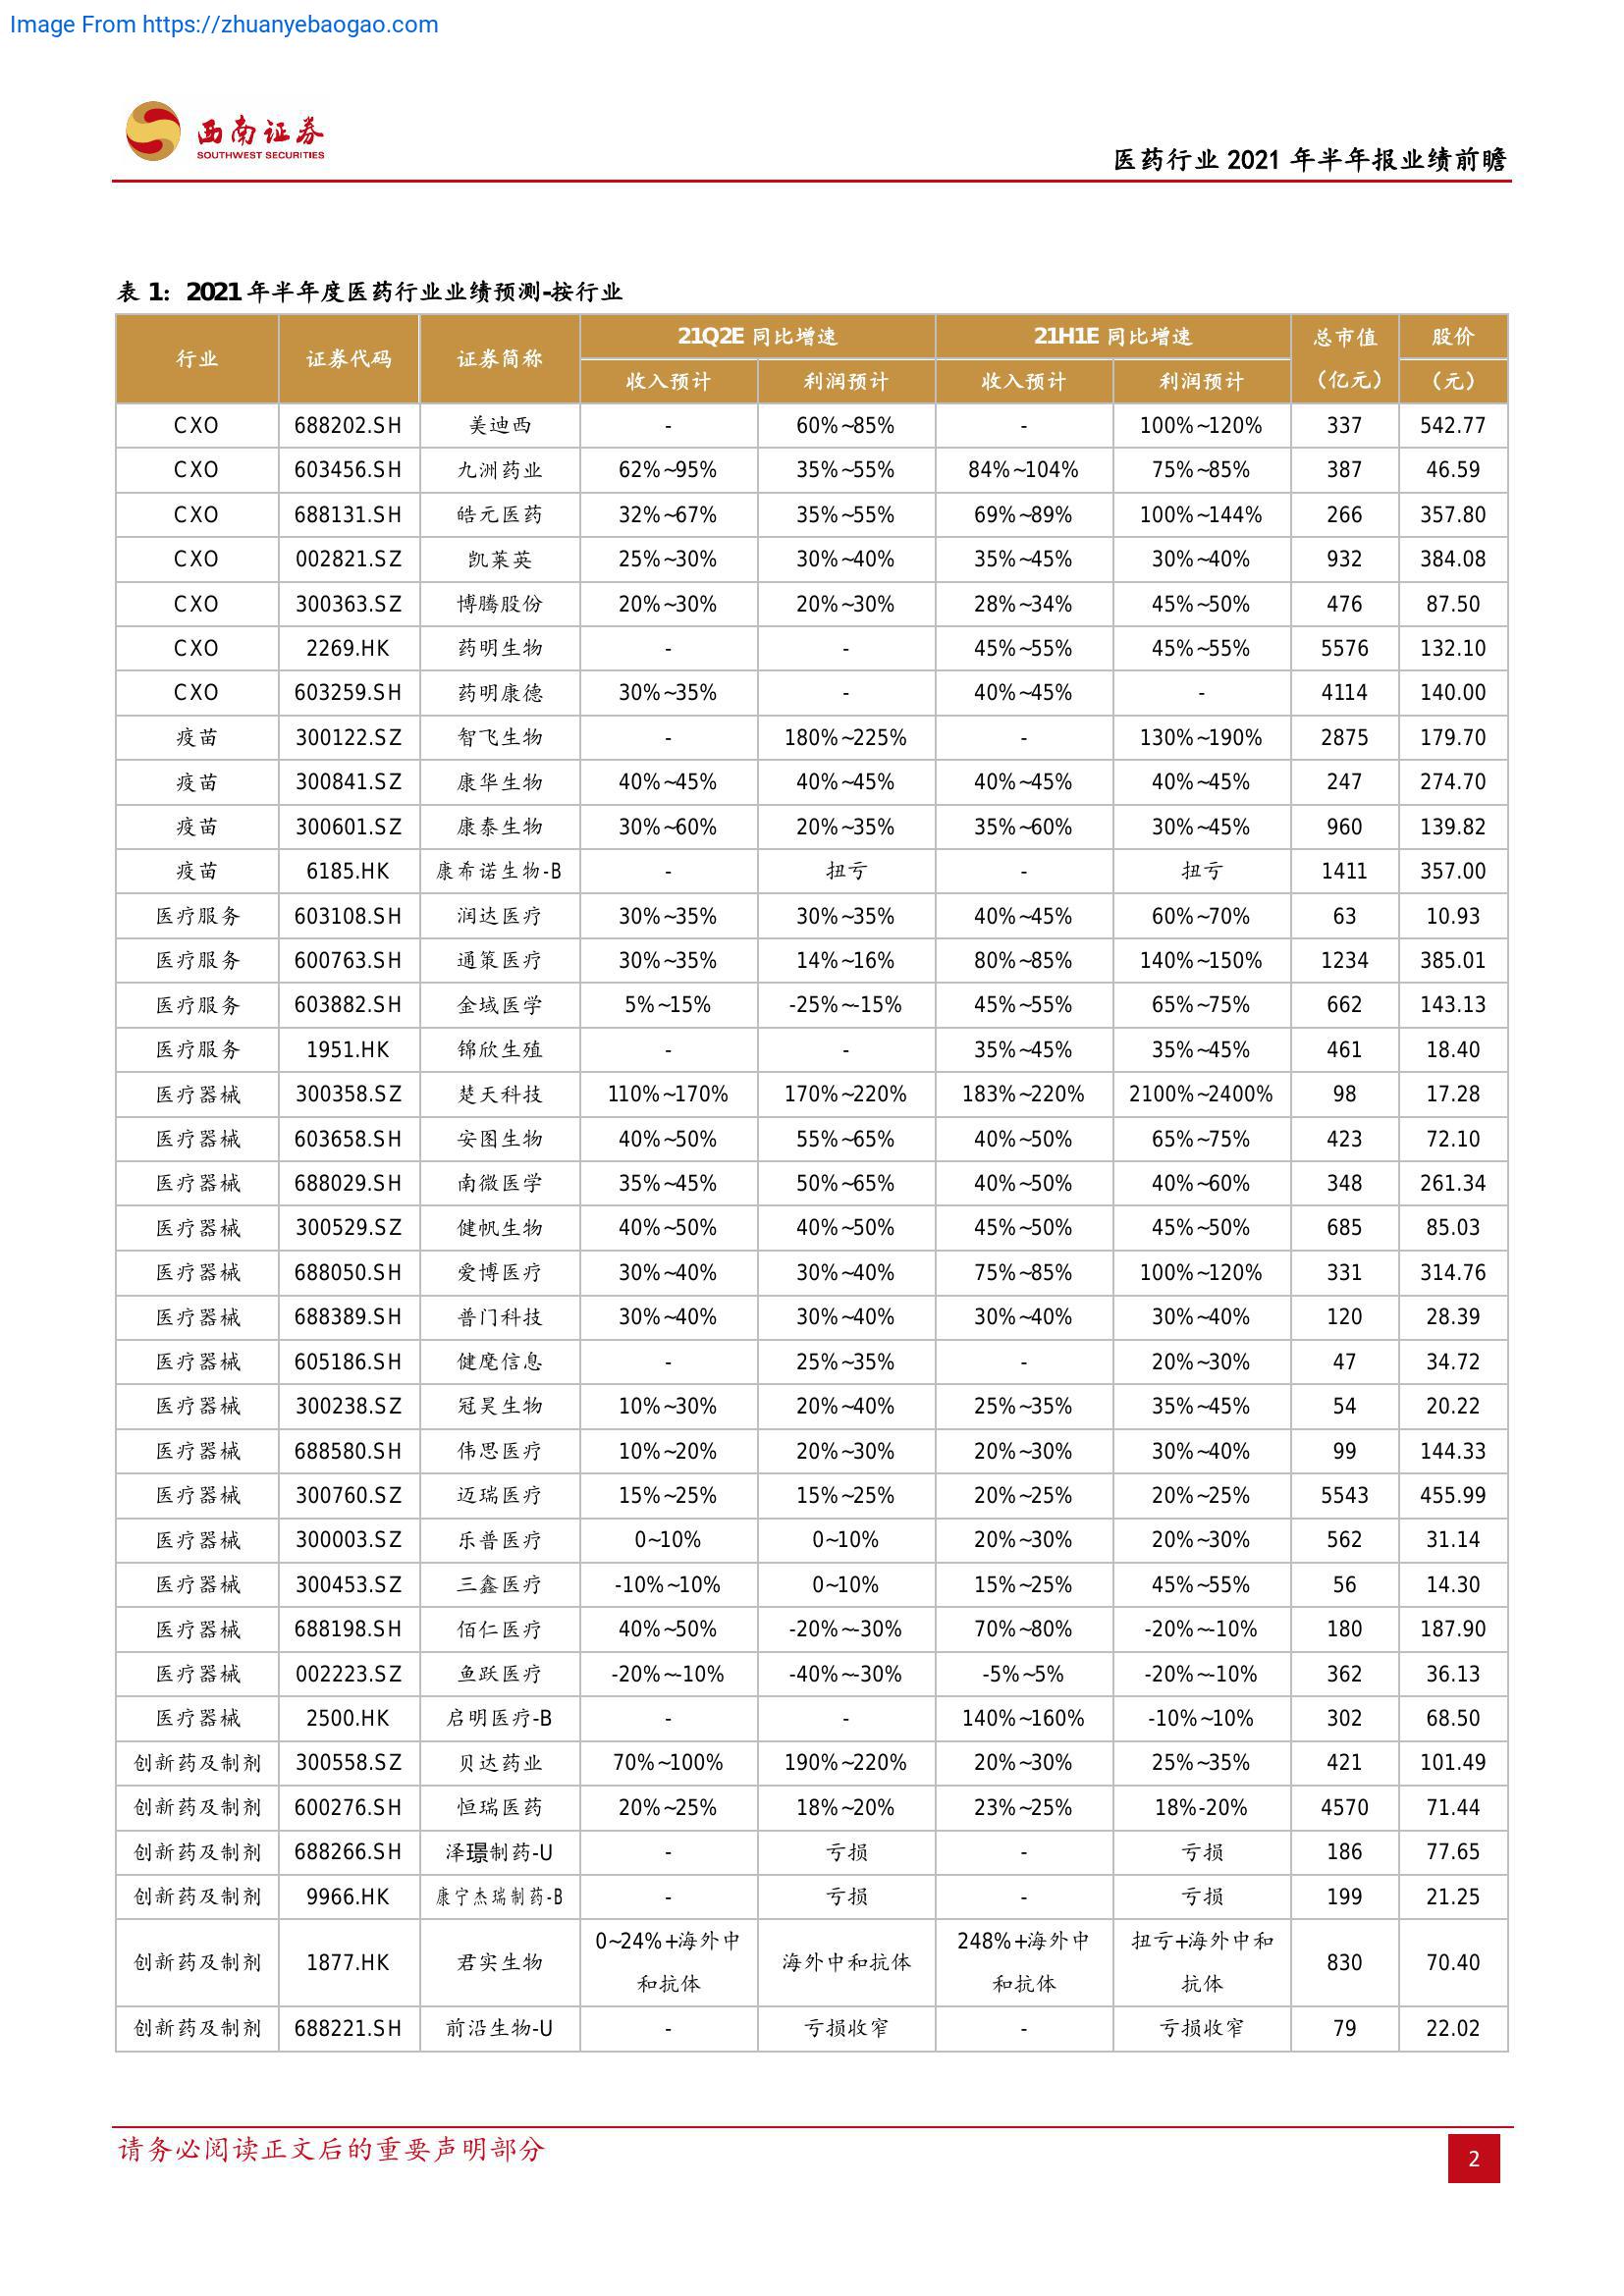 Image From https://zhuanyebaogao.com
西南证券
SOUTHWEST SECURITIES
医药行业 2021 年半年报业绩前瞻
表 1：2021 年半年度医药行业业绩预测-按行业
行业 证券代码 证券简称 21Q2E 同比增速 21H1E 同比增速 总市值 股价
收入预计 利润预计 收入预计 利润预计 （亿元） （元）
CXO 688202.SH 美迪西 - 60%~85% - 100%~120% 337 542.77
CXO 603456.SH 九洲药业 62%~95% 35%~55% 84%~104% 75%~85% 387 46.59
CXO 688131.SH 皓元医药 32%~67% 35%~55% 69%~89% 100%~144% 266 357.80
CXO 002821.SZ 凯莱英 25%~30% 30%~40% 35%~45% 30%~40% 932 384.08
CXO 300363.SZ 博腾股份 20%~30% 20%~30% 28%~34% 45%~50% 476 87.50
CXO 2269.HK 药明生物 - - 45%~55% 45%~55% 5576 132.10
CXO 603259.SH 药明康德 30%~35% - 40%~45% - 4114 140.00
疫苗 300122.SZ 智飞生物 - 180%~225% - 130%~190% 2875 179.70
疫苗 300841.SZ 康华生物 40%~45% 40%~45% 40%~45% 40%~45% 247 274.70
疫苗 300601.SZ 康泰生物 30%~60% 20%~35% 35%~60% 30%~45% 960 139.82
疫苗 6185.HK 康希诺生物-B - 扭亏 - 扭亏 1411 357.00
医疗服务 603108.SH 润达医疗 30%~35% 30%~35% 40%~45% 60%~70% 63 10.93
医疗服务 600763.SH 通策医疗 30%~35% 14%~16% 80%~85% 140%~150% 1234 385.01
医疗服务 603882.SH 金域医学 5%~15% -25%~-15% 45%~55% 65%~75% 662 143.13
医疗服务 1951.HK 锦欣生殖 - - 35%~45% 35%~45% 461 18.40
医疗器械 300358.SZ 楚天科技 110%~170% 170%~220% 183%~220% 2100%~2400% 98 17.28
医疗器械 603658.SH 安图生物 40%~50% 55%~65% 40%~50% 65%~75% 423 72.10
医疗器械 688029.SH 南微医学 35%~45% 50%~65% 40%~50% 40%~60% 348 261.34
医疗器械 300529.SZ 健帆生物 40%~50% 40%~50% 45%~50% 45%~50% 685 85.03
医疗器械 688050.SH 爱博医疗 30%~40% 30%~40% 75%~85% 100%~120% 331 314.76
医疗器械 688389.SH 普门科技 30%~40% 30%~40% 30%~40% 30%~40% 120 28.39
医疗器械 605186.SH 健麾信息 - 25%~35% - 20%~30% 47 34.72
医疗器械 300238.SZ 冠昊生物 10%~30% 20%~40% 25%~35% 35%~45% 54 20.22
医疗器械 688580.SH 伟思医疗 10%~20% 20%~30% 20%~30% 30%~40% 99 144.33
医疗器械 300760.SZ 迈瑞医疗 15%~25% 15%~25% 20%~25% 20%~25% 5543 455.99
医疗器械 300003.SZ 乐普医疗 0~10% 0~10% 20%~30% 20%~30% 562 31.14
医疗器械 300453.SZ 三鑫医疗 -10%~10% 0~10% 15%~25% 45%~55% 56 14.30
医疗器械 688198.SH 佰仁医疗 40%~50% -20%~-30% 70%~80% -20%~-10% 180 187.90
医疗器械 002223.SZ 鱼跃医疗 -20%~-10% -40%~-30% -5%~5% -20%~-10% 362 36.13
医疗器械 2500.HK 启明医疗-B - - 140%~160% -10%~10% 302 68.50
创新药及制剂 300558.SZ 贝达药业 70%~100% 190%~220% 20%~30% 25%~35% 421 101.49
创新药及制剂 600276.SH 恒瑞医药 20%~25% 18%~20% 23%~25% 18%-20% 4570 71.44
创新药及制剂 688266.SH 泽璟制药-U - 亏损 - 亏损 186 77.65
创新药及制剂 9966.HK 康宁杰瑞制药-B - 亏损 - 亏损 199 21.25
创新药及制剂 1877.HK 君实生物 0~24%+海外中和抗体 海外中和抗体 248%+海外中和抗体 扭亏+海外中和抗体 830 70.40
创新药及制剂 688221.SH 前沿生物-U - 亏损收窄 - 亏损收窄 79 22.02
请务必阅读正文后的重要声明部分
2